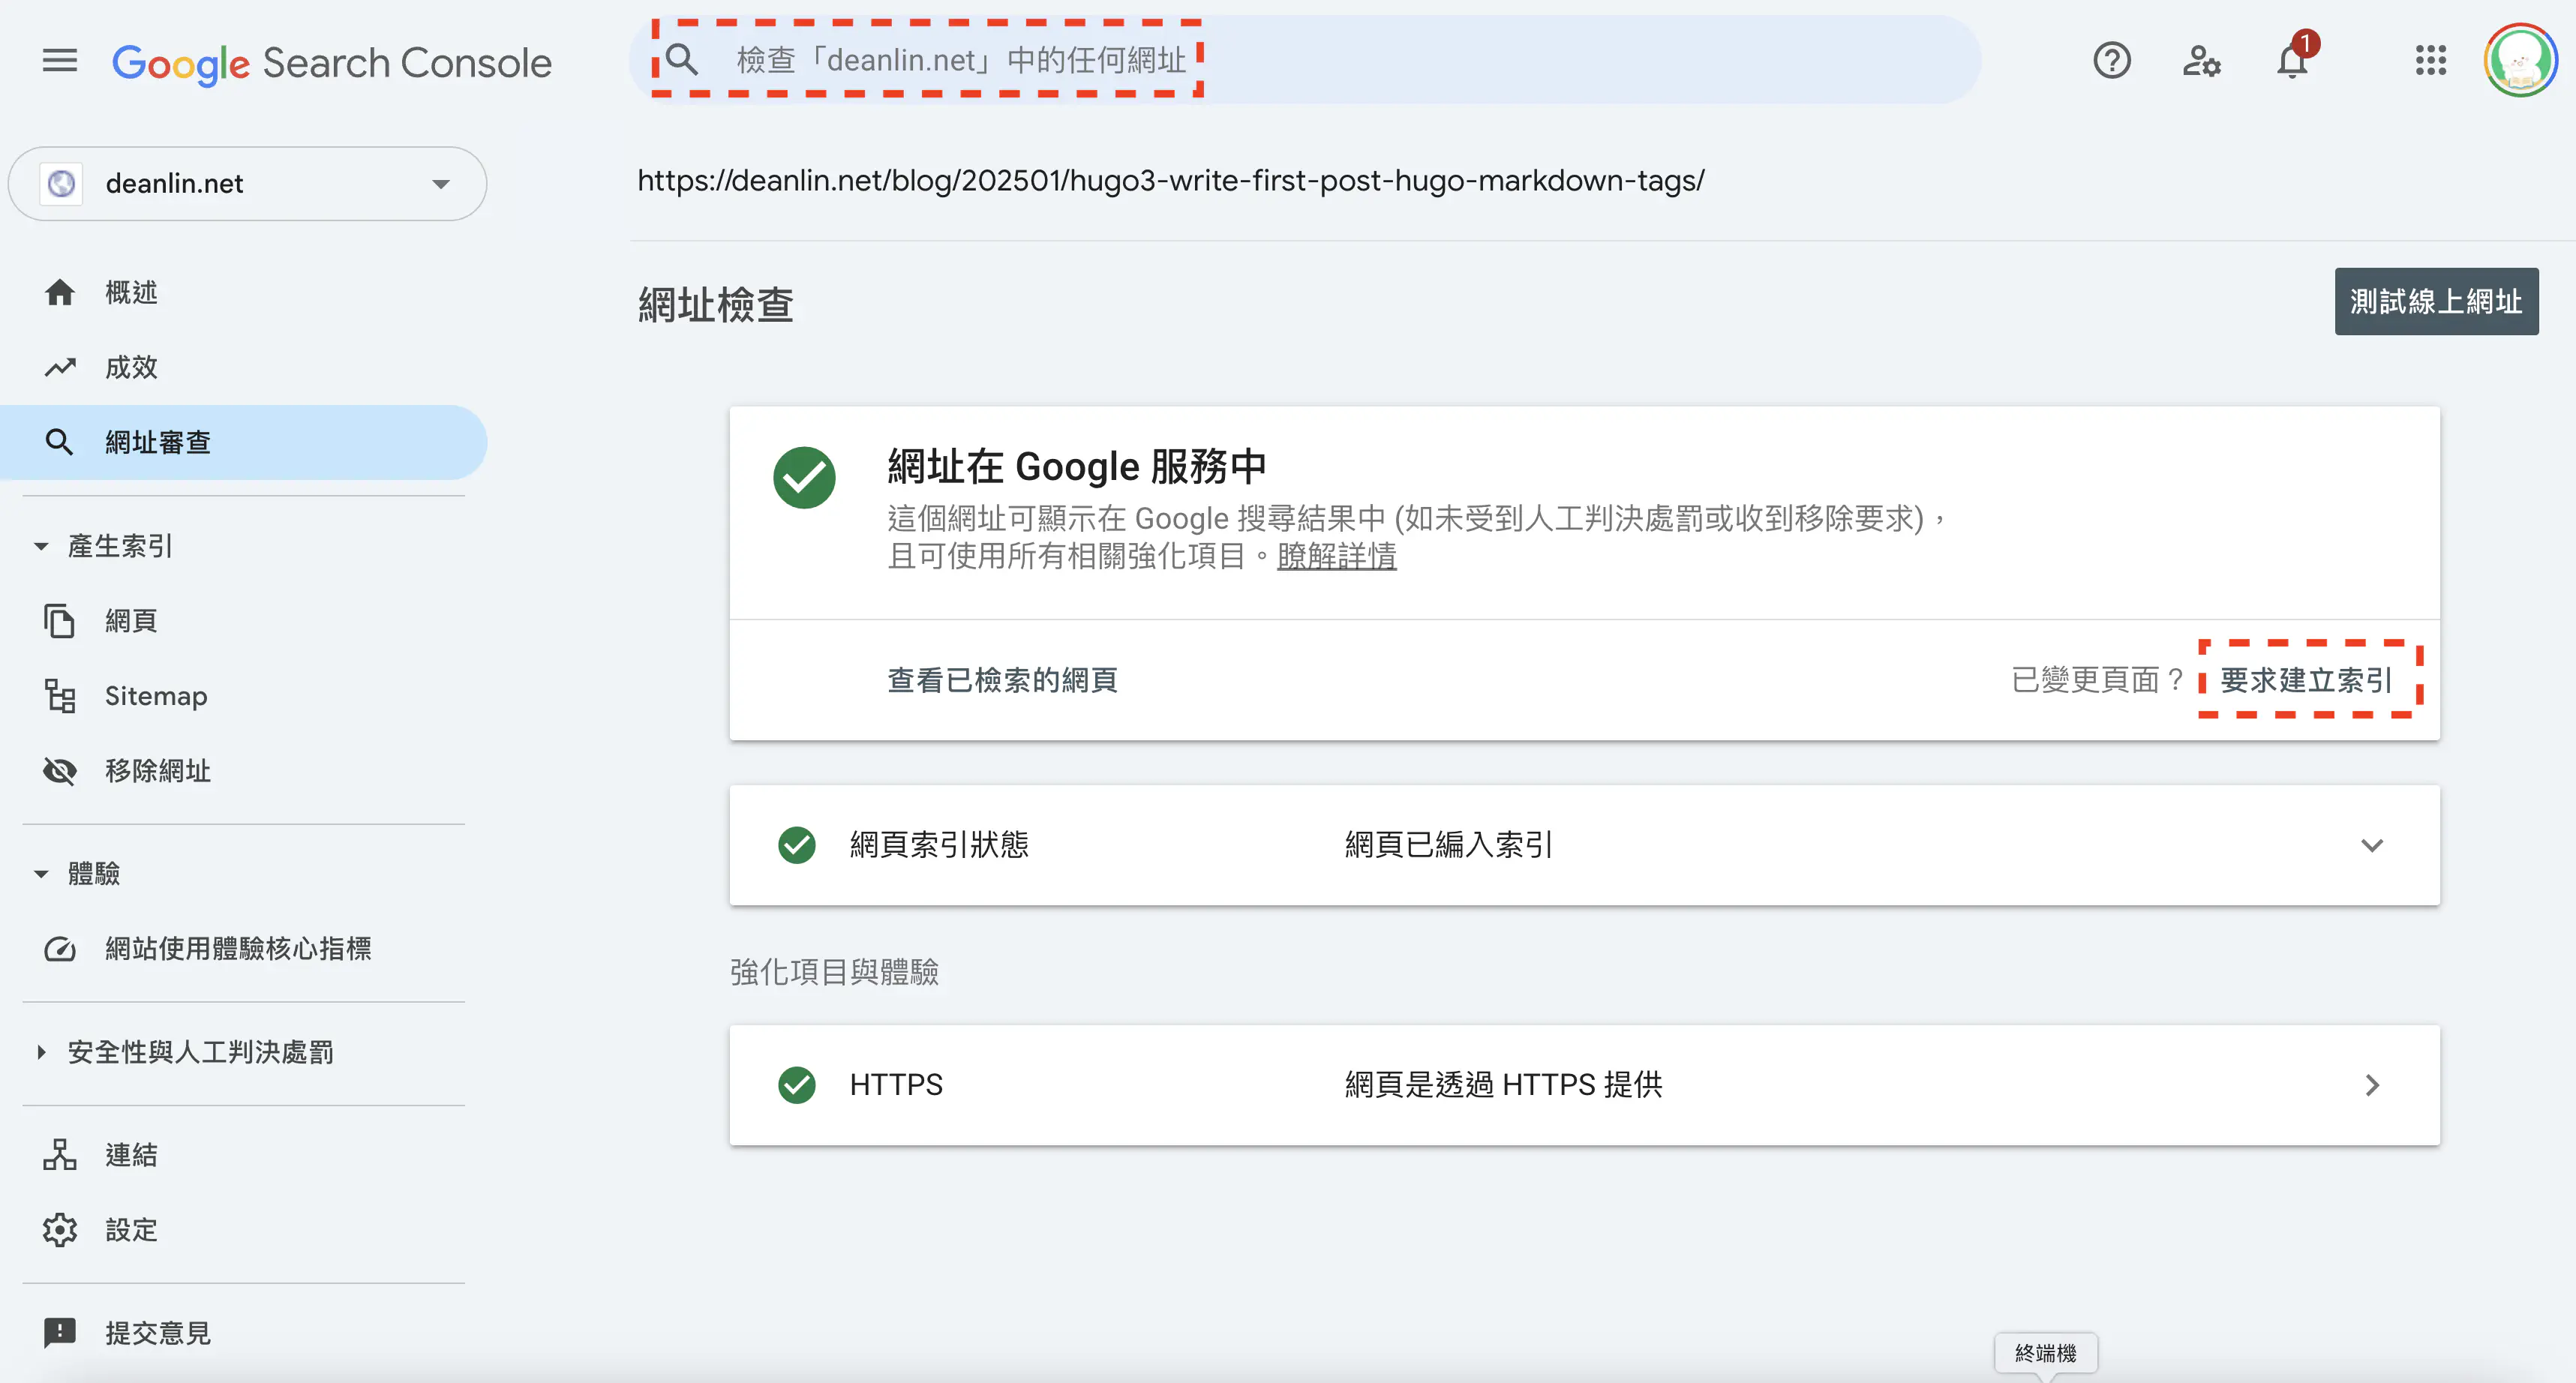 Google Search Console
檢查「deanlin.net」中的任何網址
1
deanlin.net
概述
成效
網址審查
產生索引
網頁
Sitemap
移除網址
體驗
網站使用體驗核心指標
安全性與人工判決處罰
連結
設定
提交意見
https://deanlin.net/blog/202501/hugo3-write-first-post-hugo-markdown-tags/
網址檢查
測試線上網址
網址在 Google 服務中
這個網址可顯示在 Google 搜尋結果中 (如未受到人工判決處罰或收到移除要求)，
且可使用所有相關強化項目。瞭解詳情
查看已檢索的網頁
已變更頁面？ 要求建立索引
網頁索引狀態 網頁已編入索引
強化項目與體驗
HTTPS 網頁是透過 HTTPS 提供
終端機